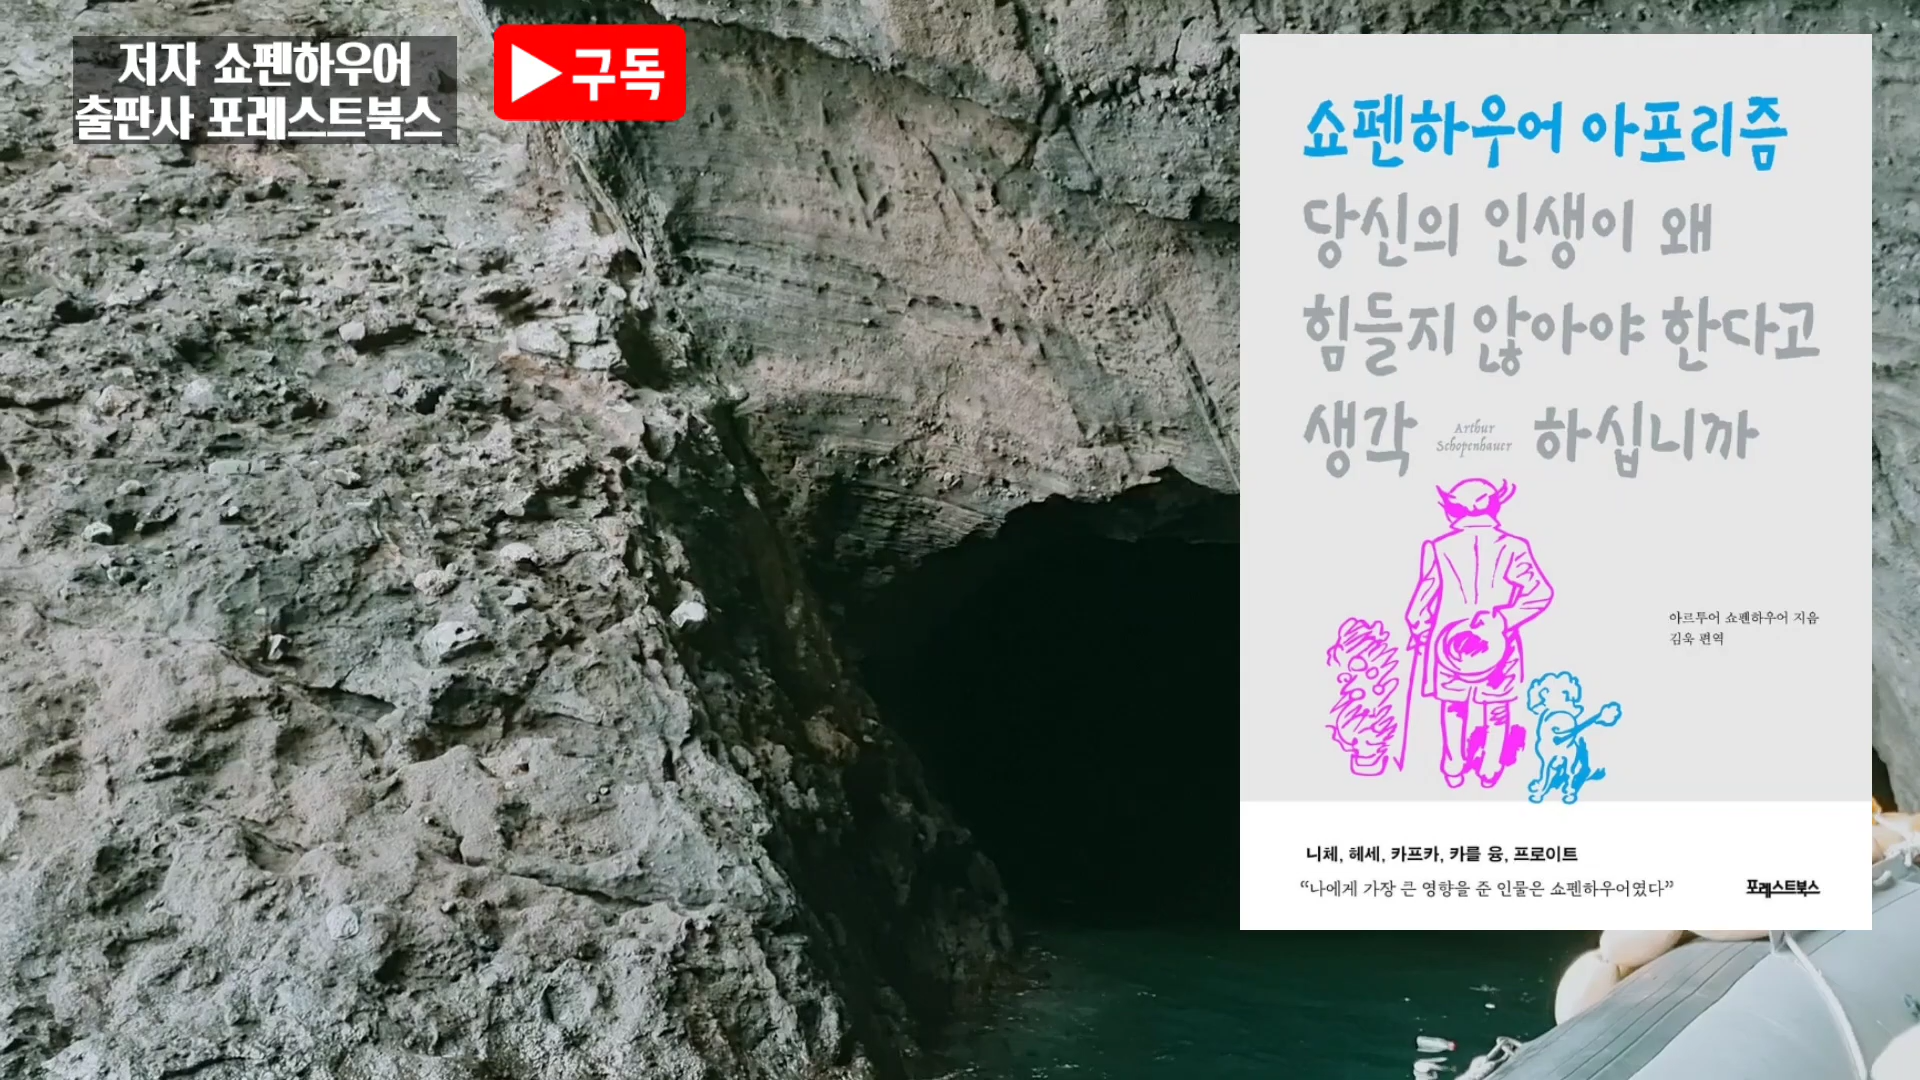 저자 쇼펜하우어
출판사 포레스트북스
구독
쇼펜하우어 아포리즘
당신의 인생이 왜
힘들지 않아야 한다고
생각 하십니까
Arthur
Schopenhauer
아르투어 쇼펜하우어 지음
김욱 편역
니체, 헤세, 카프카, 카를 융, 프로이트
“나에게 가장 큰 영향을 준 인물은 쇼펜하우어였다”
포레스트북스